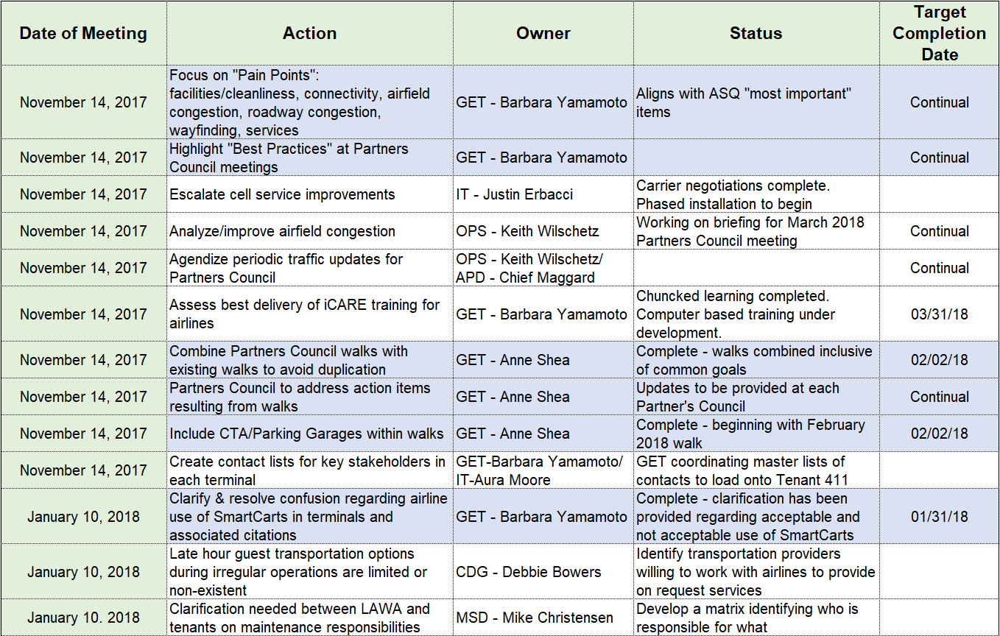 Date of Meeting Action Owner Status Target Completion Date
November 14, 2017
Focus on "Pain Points":
facilities/cleanliness, connectivity, airfield
congestion, roadway congestion,
wayfinding, services
GET - Barbara Yamamoto
Aligns with ASQ "most important"
items
Continual
November 14, 2017
Highlight "Best Practices" at Partners
Council meetings
GET - Barbara Yamamoto
Continual
November 14, 2017
Escalate cell service improvements
IT - Justin Erbacci
Carrier negotiations complete.
Phased installation to begin
November 14, 2017
Analyze/improve airfield congestion
OPS - Keith Wilschetz
Working on briefing for March 2018
Partners Council meeting
Continual
November 14, 2017
Agendize periodic traffic updates for
Partners Council
OPS - Keith Wilschetz/
APD - Chief Maggard
Continual
November 14, 2017
Assess best delivery of iCARE training for
airlines
GET - Barbara Yamamoto
Chuncked learning completed.
Computer based training under
development.
03/31/18
November 14, 2017
Combine Partners Council walks with
existing walks to avoid duplication
GET - Anne Shea
Complete - walks combined inclusive
of common goals
02/02/18
November 14, 2017
Partners Council to address action items
resulting from walks
GET - Anne Shea
Updates to be provided at each
Partner's Council
Continual
November 14, 2017
Include CTA/Parking Garages within walks
GET - Anne Shea
Complete - beginning with February
2018 walk
02/02/18
November 14, 2017
Create contact lists for key stakeholders in
each terminal
GET-Barbara Yamamoto/
IT-Aura Moore
GET coordinating master lists of
contacts to load onto Tenant 411
January 10, 2018
Clarify & resolve confusion regarding airline
use of SmartCarts in terminals and
associated citations
GET - Barbara Yamamoto
Complete - clarification has been
provided regarding acceptable and
not acceptable use of SmartCarts
01/31/18
January 10, 2018
Late hour guest transportation options
during irregular operations are limited or
non-existent
CDG - Debbie Bowers
Identify transportation providers
willing to work with airlines to provide
on request services
January 10. 2018
Clarification needed between LAWA and
tenants on maintenance responsibilities
MSD - Mike Christensen
Develop a matrix identifying who is
responsible for what